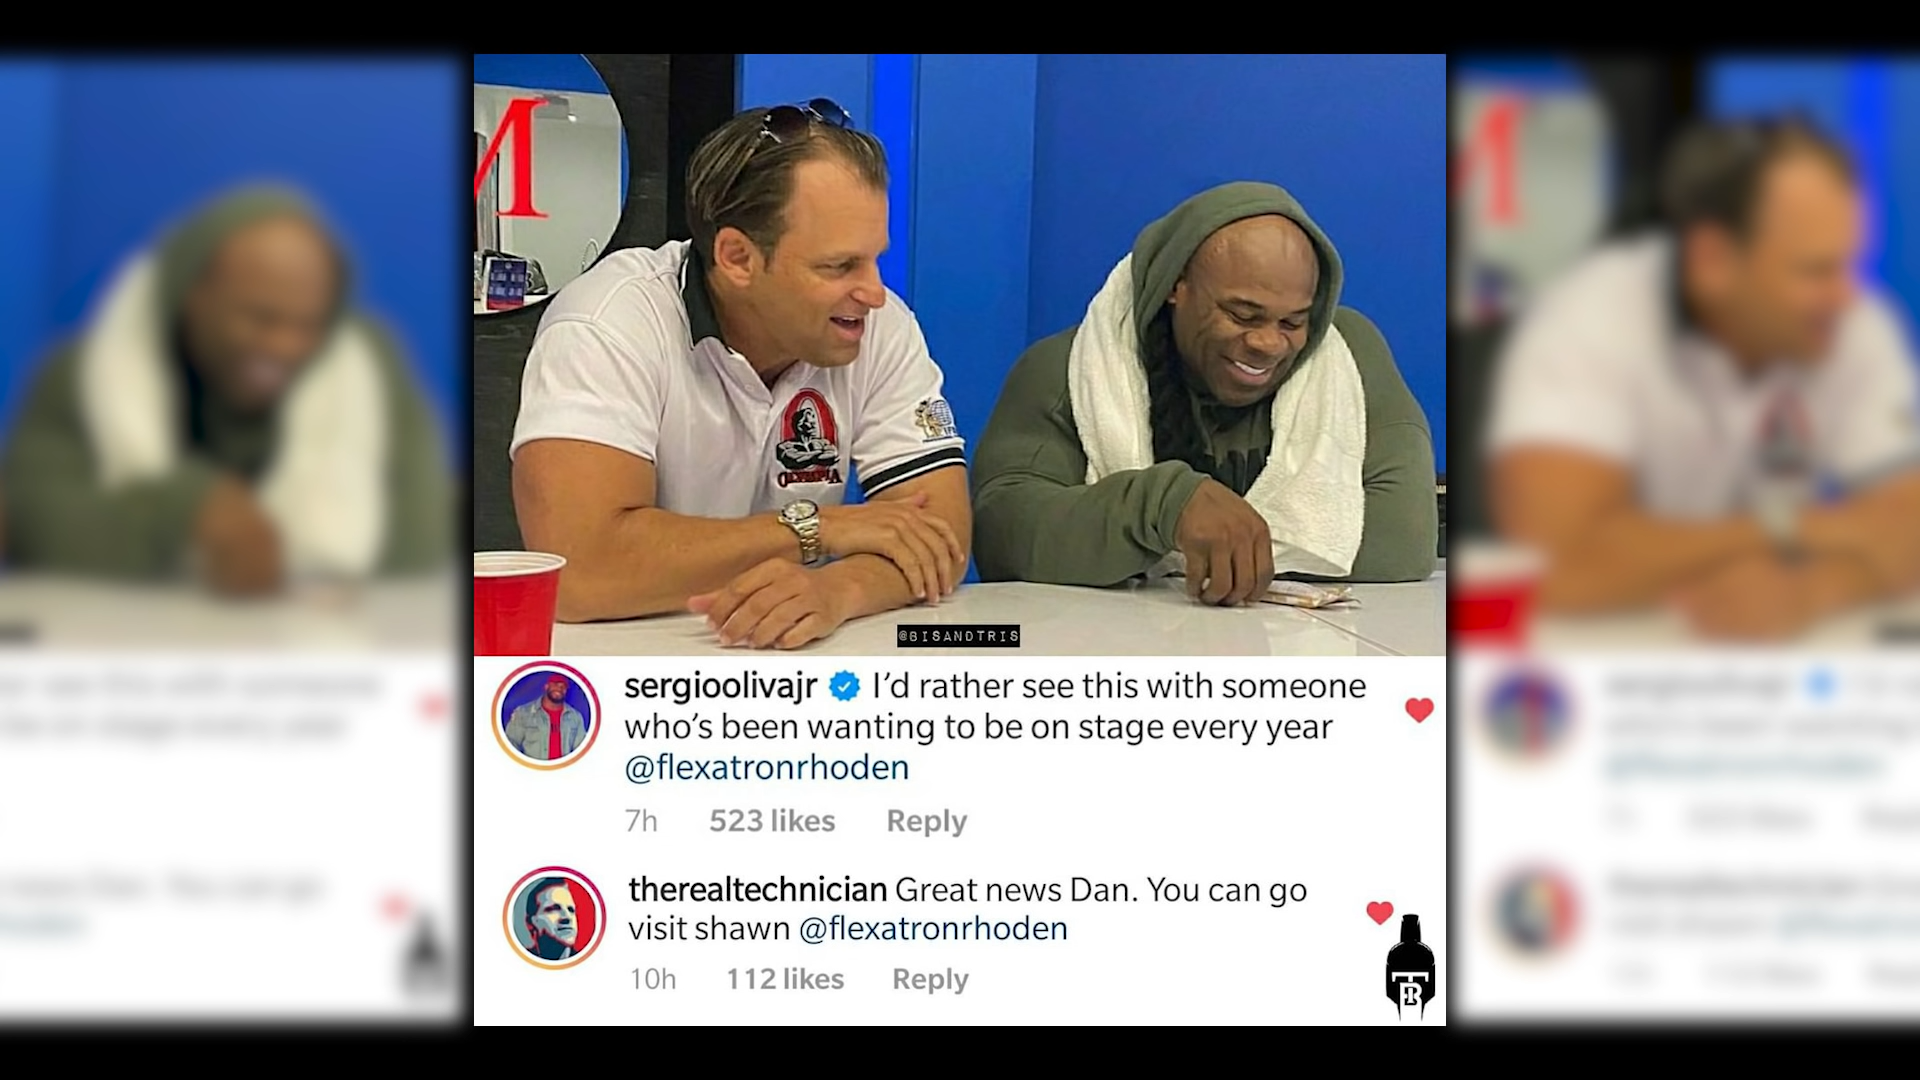 M
OLYMPIA
@BISANDTRIS
sergioolivajr I'd rather see this with someone
who's been wanting to be on stage every year
@flexatronrhoden
7h 523 likes Reply
therealtechnician Great news Dan. You can go
visit shawn @flexatronrhoden
10h 112 likes Reply